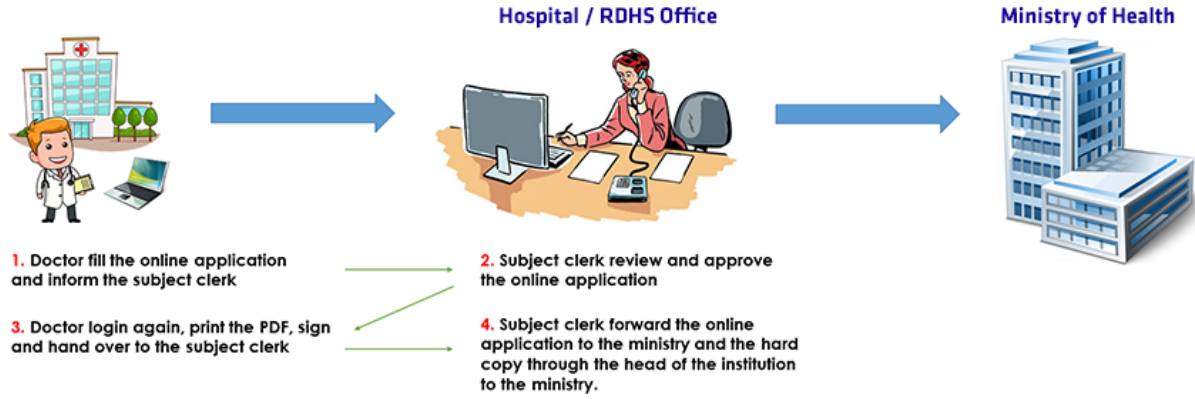 Hospital / RDHS Office
Ministry of Health
1. Doctor fill the online application
and inform the subject clerk
2. Subject clerk review and approve
the online application
3. Doctor login again, print the PDF, sign
and hand over to the subject clerk
4. Subject clerk forward the online
application to the ministry and the hard
copy through the head of the institution
to the ministry.